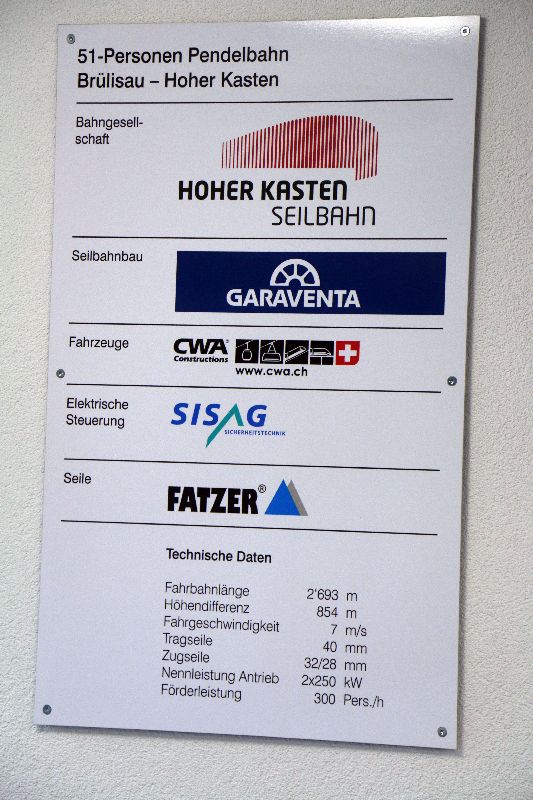 51-Personen Pendelbahn
Brülisau – Hoher Kasten
Bahngesell-
schaft
HOHER KASTEN
SEILBAHN
Seilbahnbau
GARAVENTA
Fahrzeuge
CWA®
Constructions
www.cwa.ch
Elektrische
Steuerung
SISAG
SICHERHEITSTECHNIK
Seile
FATZER®
Technische Daten
Fahrbahnlänge 2'693 m
Höhendifferenz 854 m
Fahrgeschwindigkeit 7 m/s
Tragseile 40 mm
Zugseile 32/28 mm
Nennleistung Antrieb 2x250 kW
Förderleistung 300 Pers./h